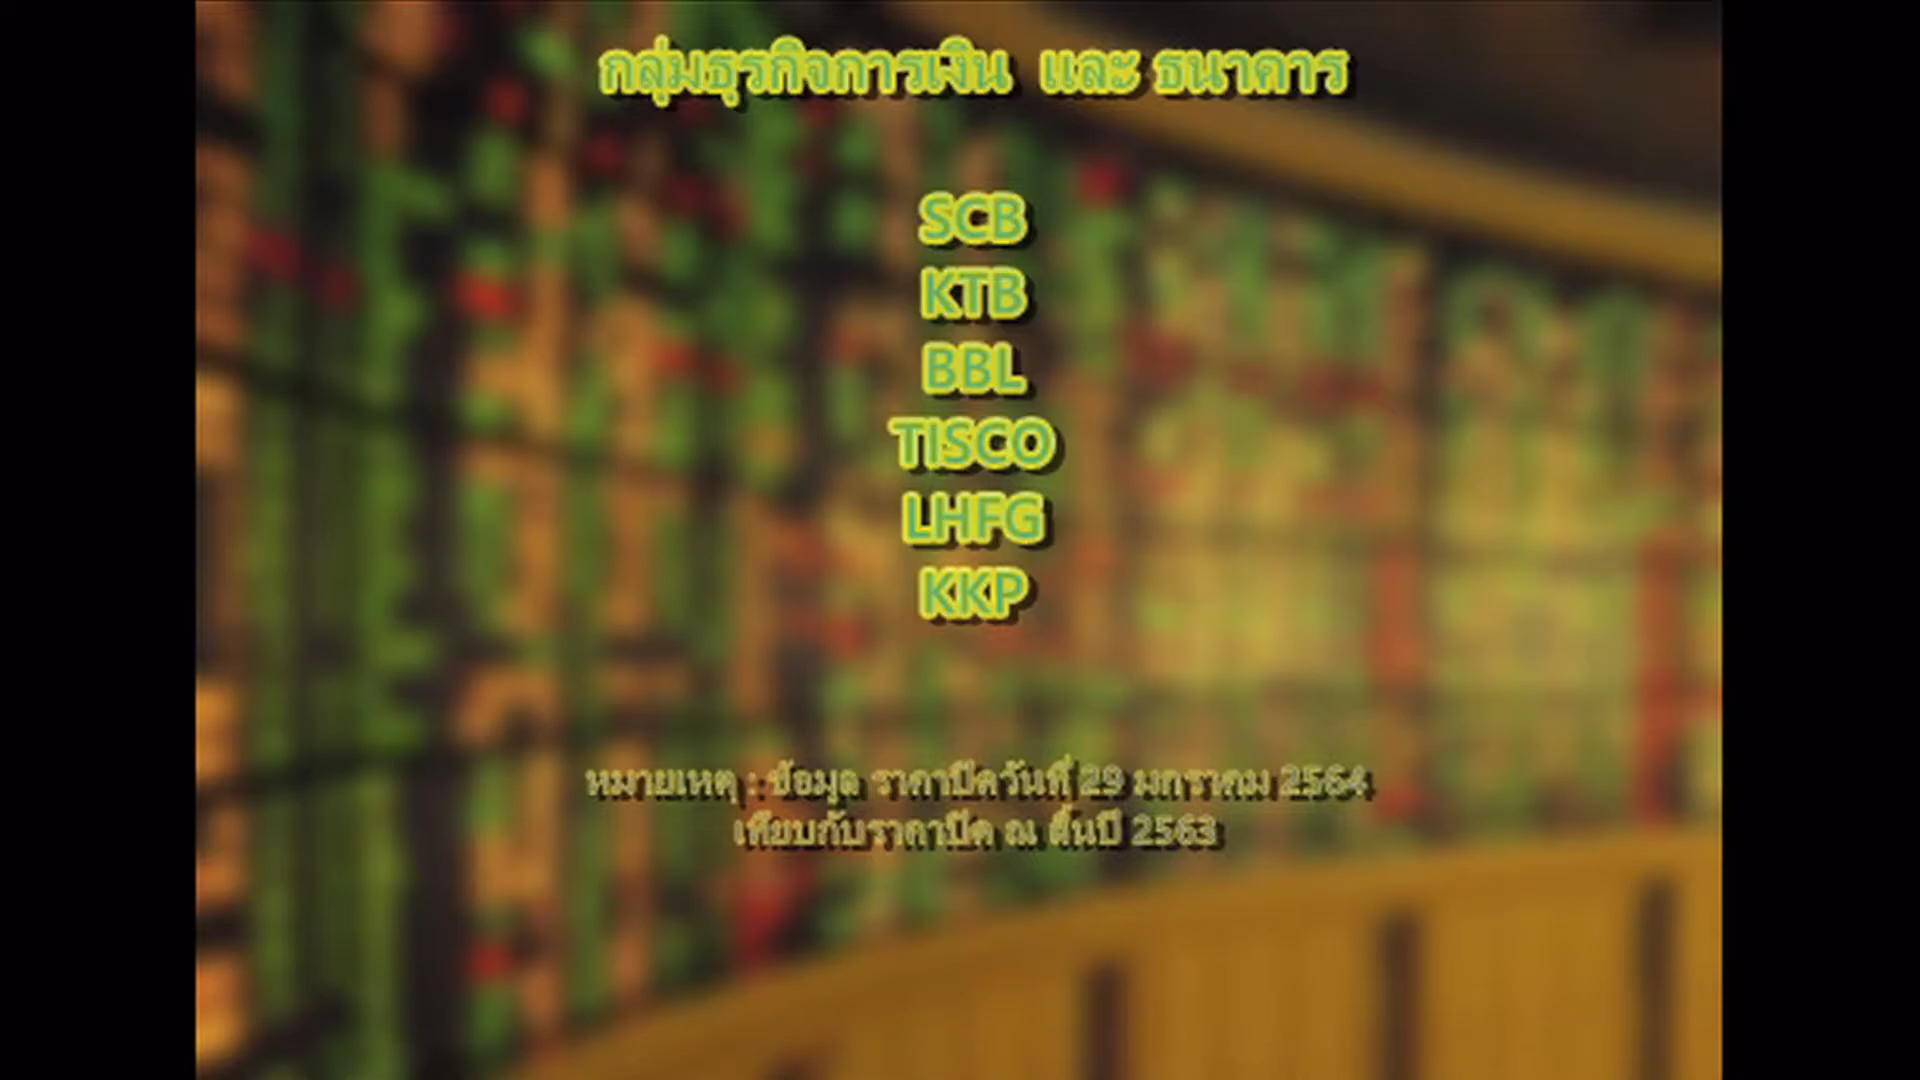 กลุ่มธุรกิจการเงิน และ ธนาคาร
SCB
KTB
BBL
TISCO
LHFG
KKP
หมายเหตุ : ข้อมูล ราคาปิดวันที่ 29 มกราคม 2564
เทียบกับราคาปิด ณ ต้นปี 2563